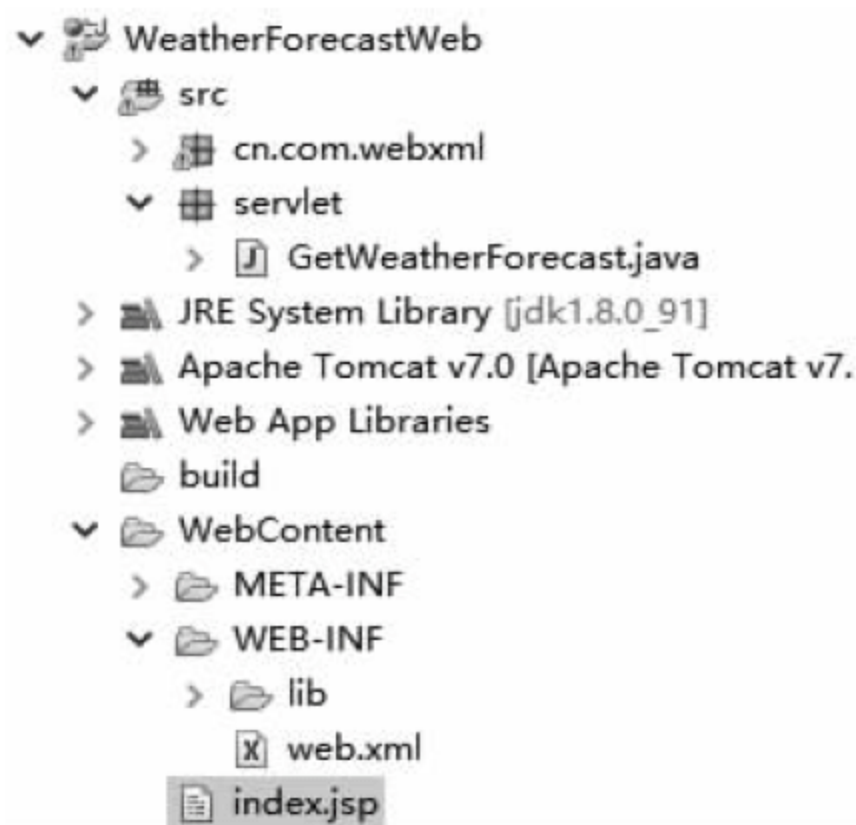 WeatherForecastWeb
src
cn.com.webxml
servlet
GetWeatherForecast.java
JRE System Library [jdk1.8.0_91]
Apache Tomcat v7.0 [Apache Tomcat v7.
Web App Libraries
build
WebContent
META-INF
WEB-INF
lib
web.xml
index.jsp